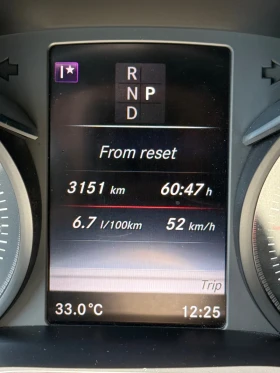 R
N P
D
From reset
3151 km 60:47 h
6.7 l/100km 52 km/h
Trip
33.0°C 12:25